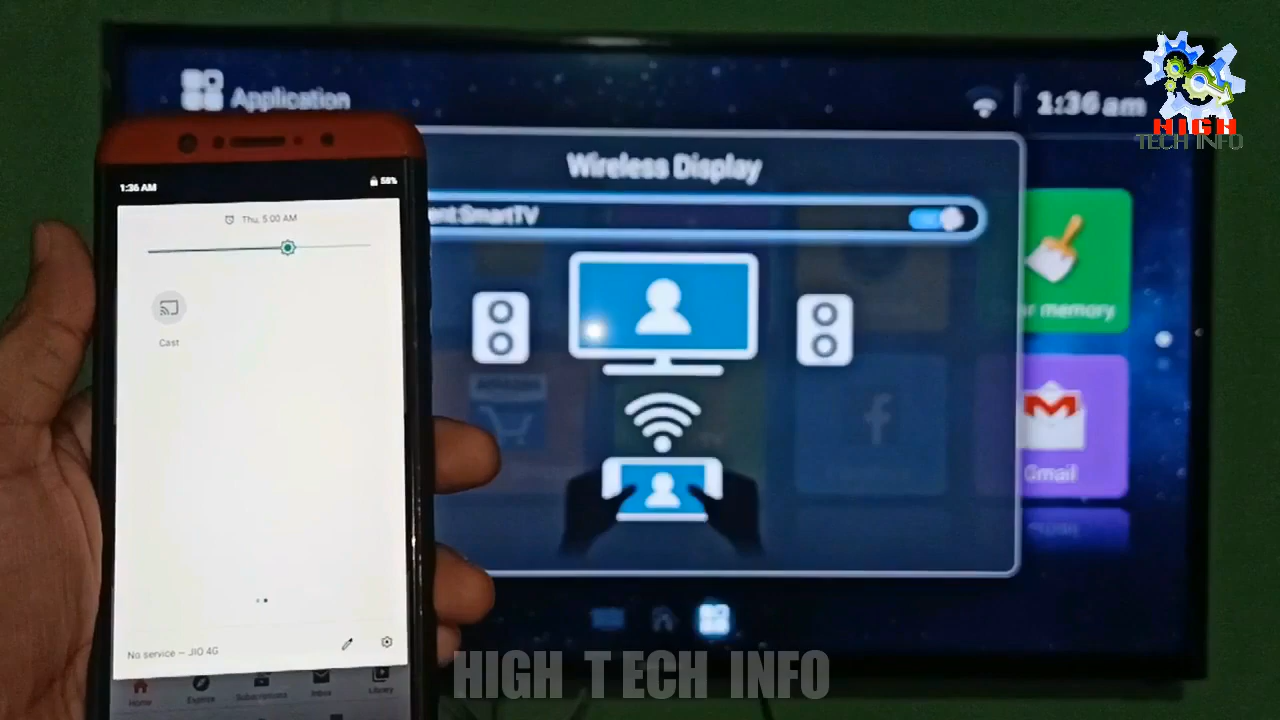 Application
1:36 am
HIGH
TECH INFO
Wireless Display
SmartTV
memory
Gmail
1:36 AM
58%
Thu, 5:00 AM
Cast
No service — JIO 4G
Home
Explore
Subscriptions
Inbox
Library
HIGH TECH INFO